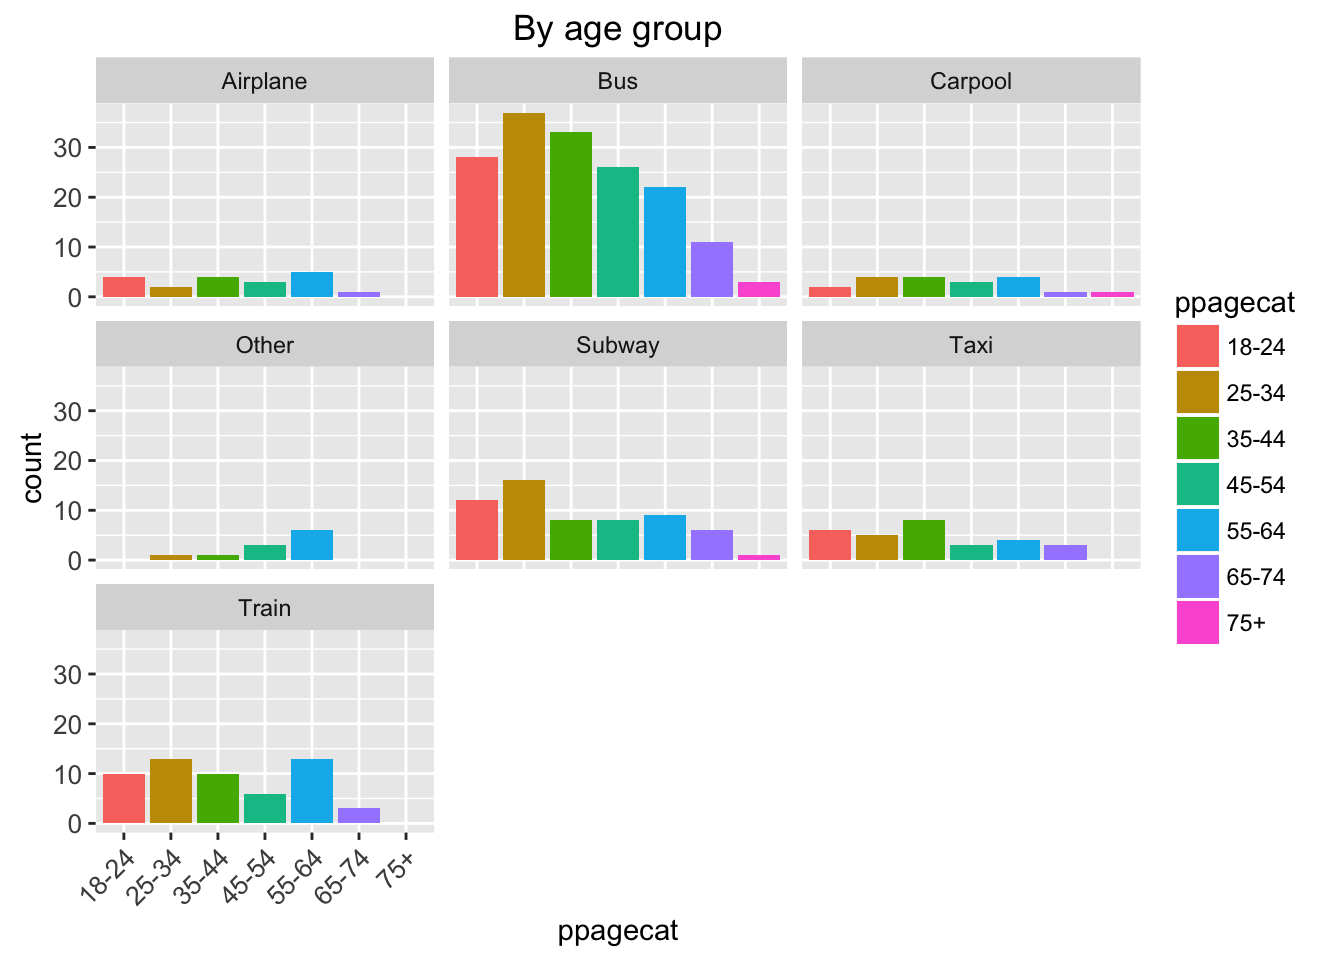 By age group
Airplane
Bus
Carpool
30
20
10
0
Other
Subway
Taxi
30
20
10
0
Train
30
20
10
0
18-24
25-34
35-44
45-54
55-64
65-74
75+
ppagecat
count
ppagecat
18-24
25-34
35-44
45-54
55-64
65-74
75+